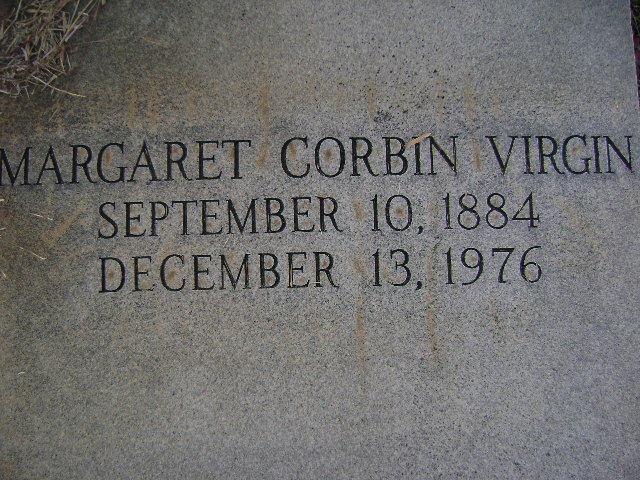 MARGARET CORBIN VIRGIN
SEPTEMBER 10, 1884
DECEMBER 13, 1976